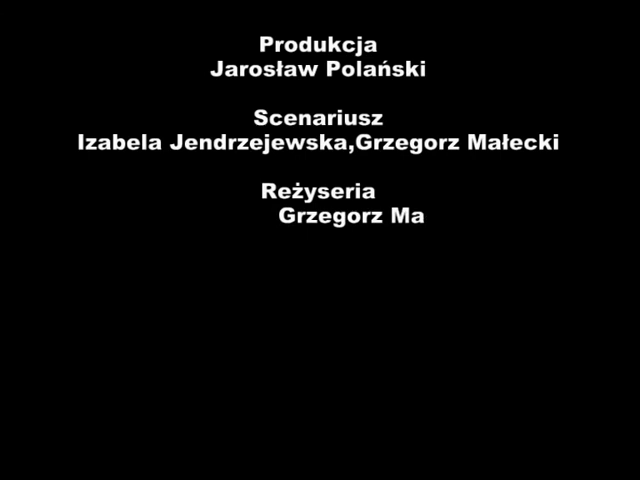 Produkcja
Jarosław Polański
Scenariusz
Izabela Jendrzejewska,Grzegorz Małecki
Reżyseria
Grzegorz Ma